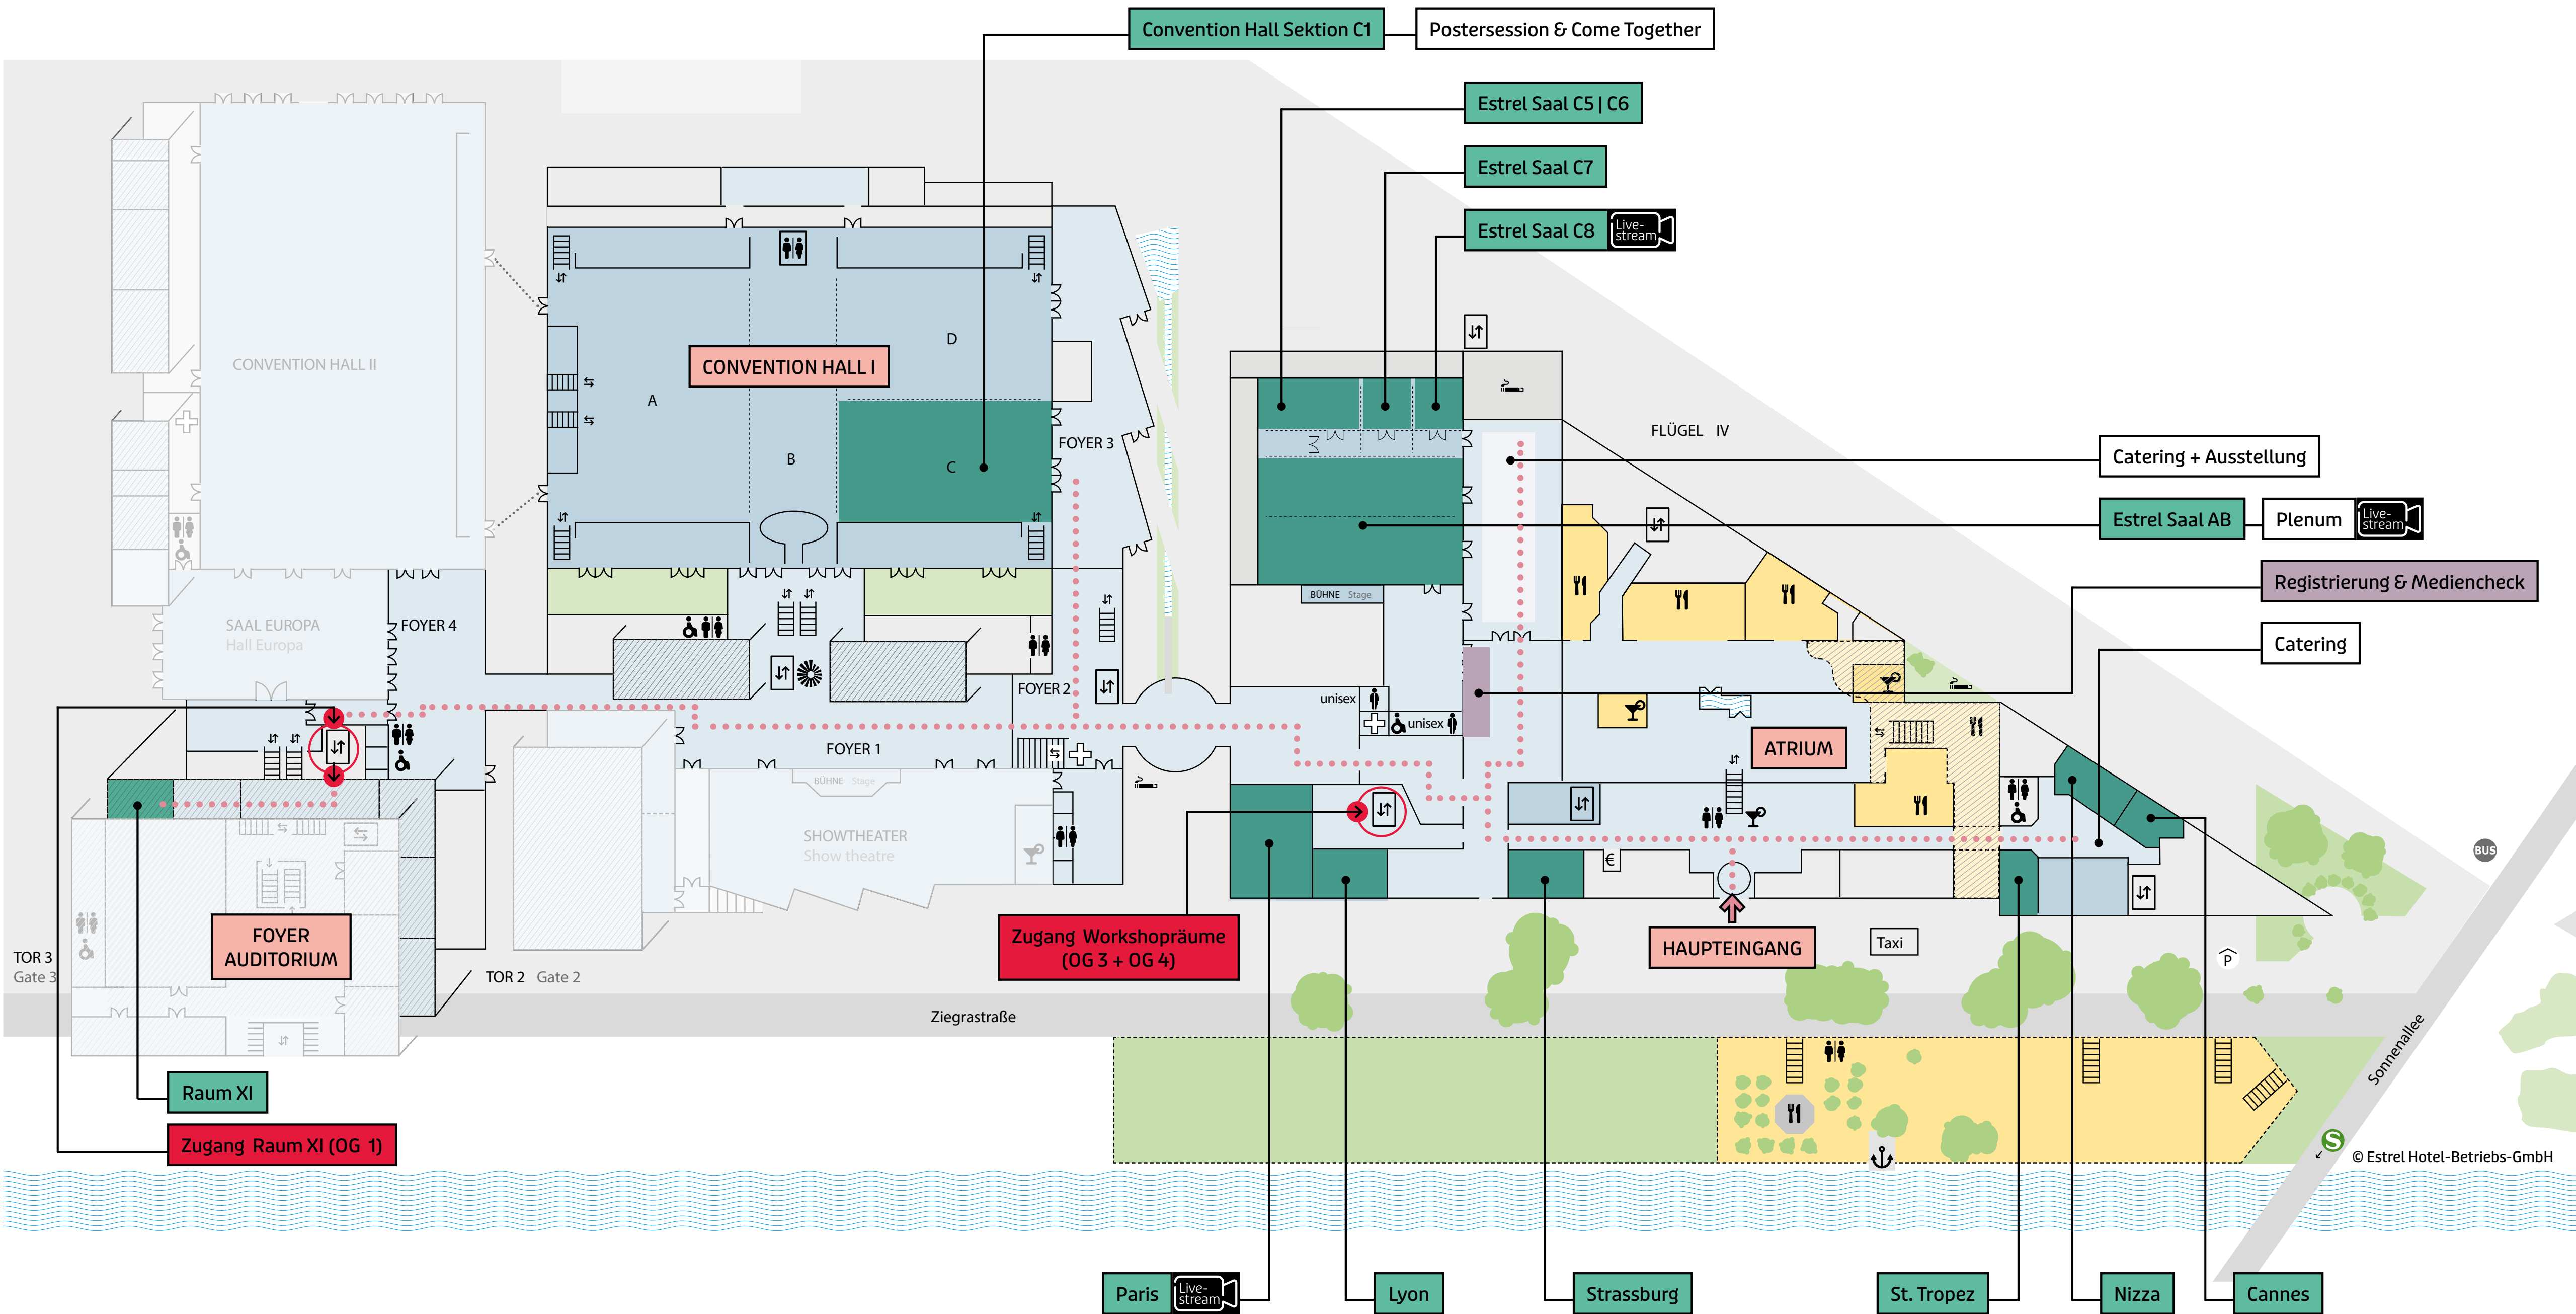 Convention Hall Sektion C1
Postersession & Come Together
Estrel Saal C5 | C6
Estrel Saal C7
Estrel Saal C8
Live-
stream
CONVENTION HALL II
CONVENTION HALL I
A
B
C
D
FOYER 3
FLÜGEL IV
Catering + Ausstellung
Estrel Saal AB
Plenum
Live-
stream
Registrierung & Mediencheck
Catering
BÜHNE Stage
SAAL EUROPA
Hall Europa
FOYER 4
FOYER 2
unisex
unisex
FOYER 1
ATRIUM
BÜHNE Stage
SHOWTHEATER
Show theatre
€
BUS
FOYER
AUDITORIUM
TOR 3
Gate 3
TOR 2 Gate 2
Zugang Workshopräume
(OG 3 + OG 4)
HAUPTEINGANG
Taxi
P
Ziegrastraße
Sonnenallee
Raum XI
Zugang Raum XI (OG 1)
S
© Estrel Hotel-Betriebs-GmbH
Paris
Live-
stream
Lyon
Strassburg
St. Tropez
Nizza
Cannes